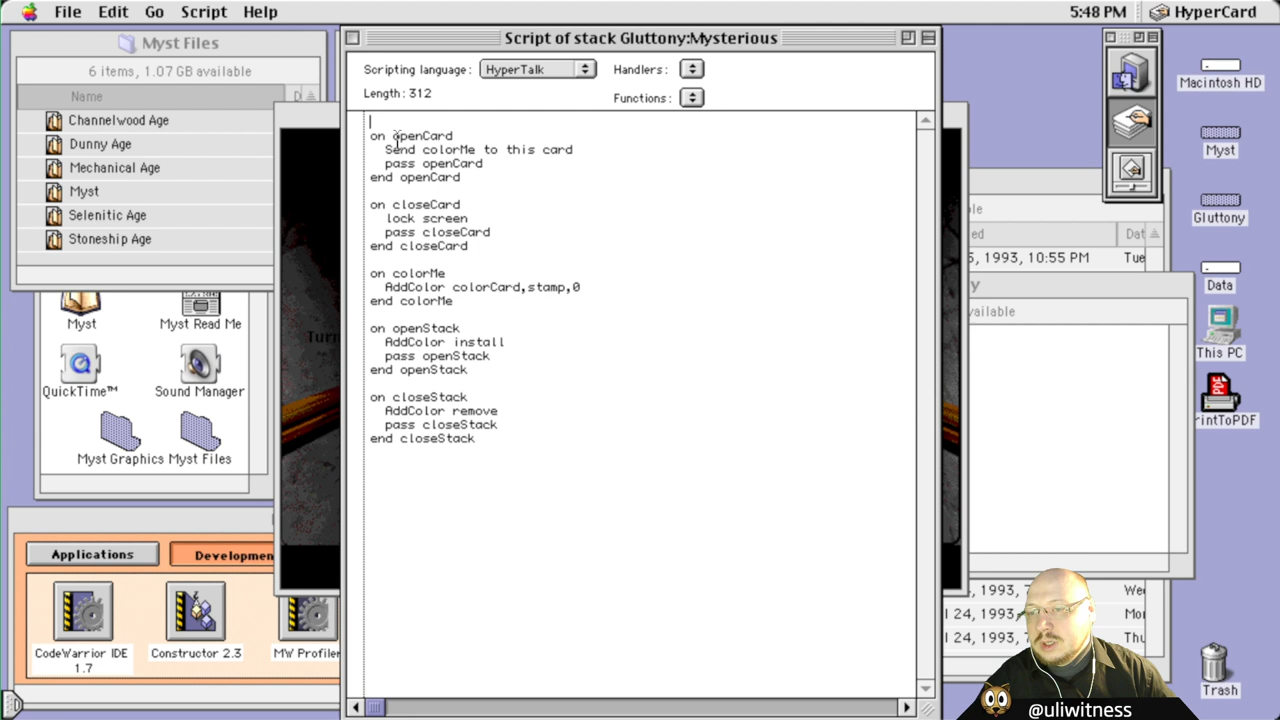 File Edit Go Script Help
5:48 PM
HyperCard
Myst Files
6 items, 1.07 GB available
Name
Channelwood Age
Dunny Age
Mechanical Age
Myst
Selenitic Age
Stoneship Age
Myst
Myst Read Me
QuickTime™
Sound Manager
Myst Graphics
Myst Files
Applications
CodeWarrior IDE
1.7
Constructor 2.3
Script of stack Gluttony:Mysterious
Scripting language: HyperTalk
Handlers:
Length: 312
Functions:
on openCard
Send colorMe to this card
pass openCard
end openCard
on closeCard
lock screen
pass closeCard
end closeCard
on colorMe
AddColor colorCard,stamp,0
end colorMe
on openStack
AddColor install
pass openStack
end openStack
on closeStack
AddColor remove
pass closeStack
end closeStack
5, 1993, 10:55 PM
24, 1993,
24, 1993,
Macintosh HD
Myst
Gluttony
Data
This PC
Trash
@uliwitness